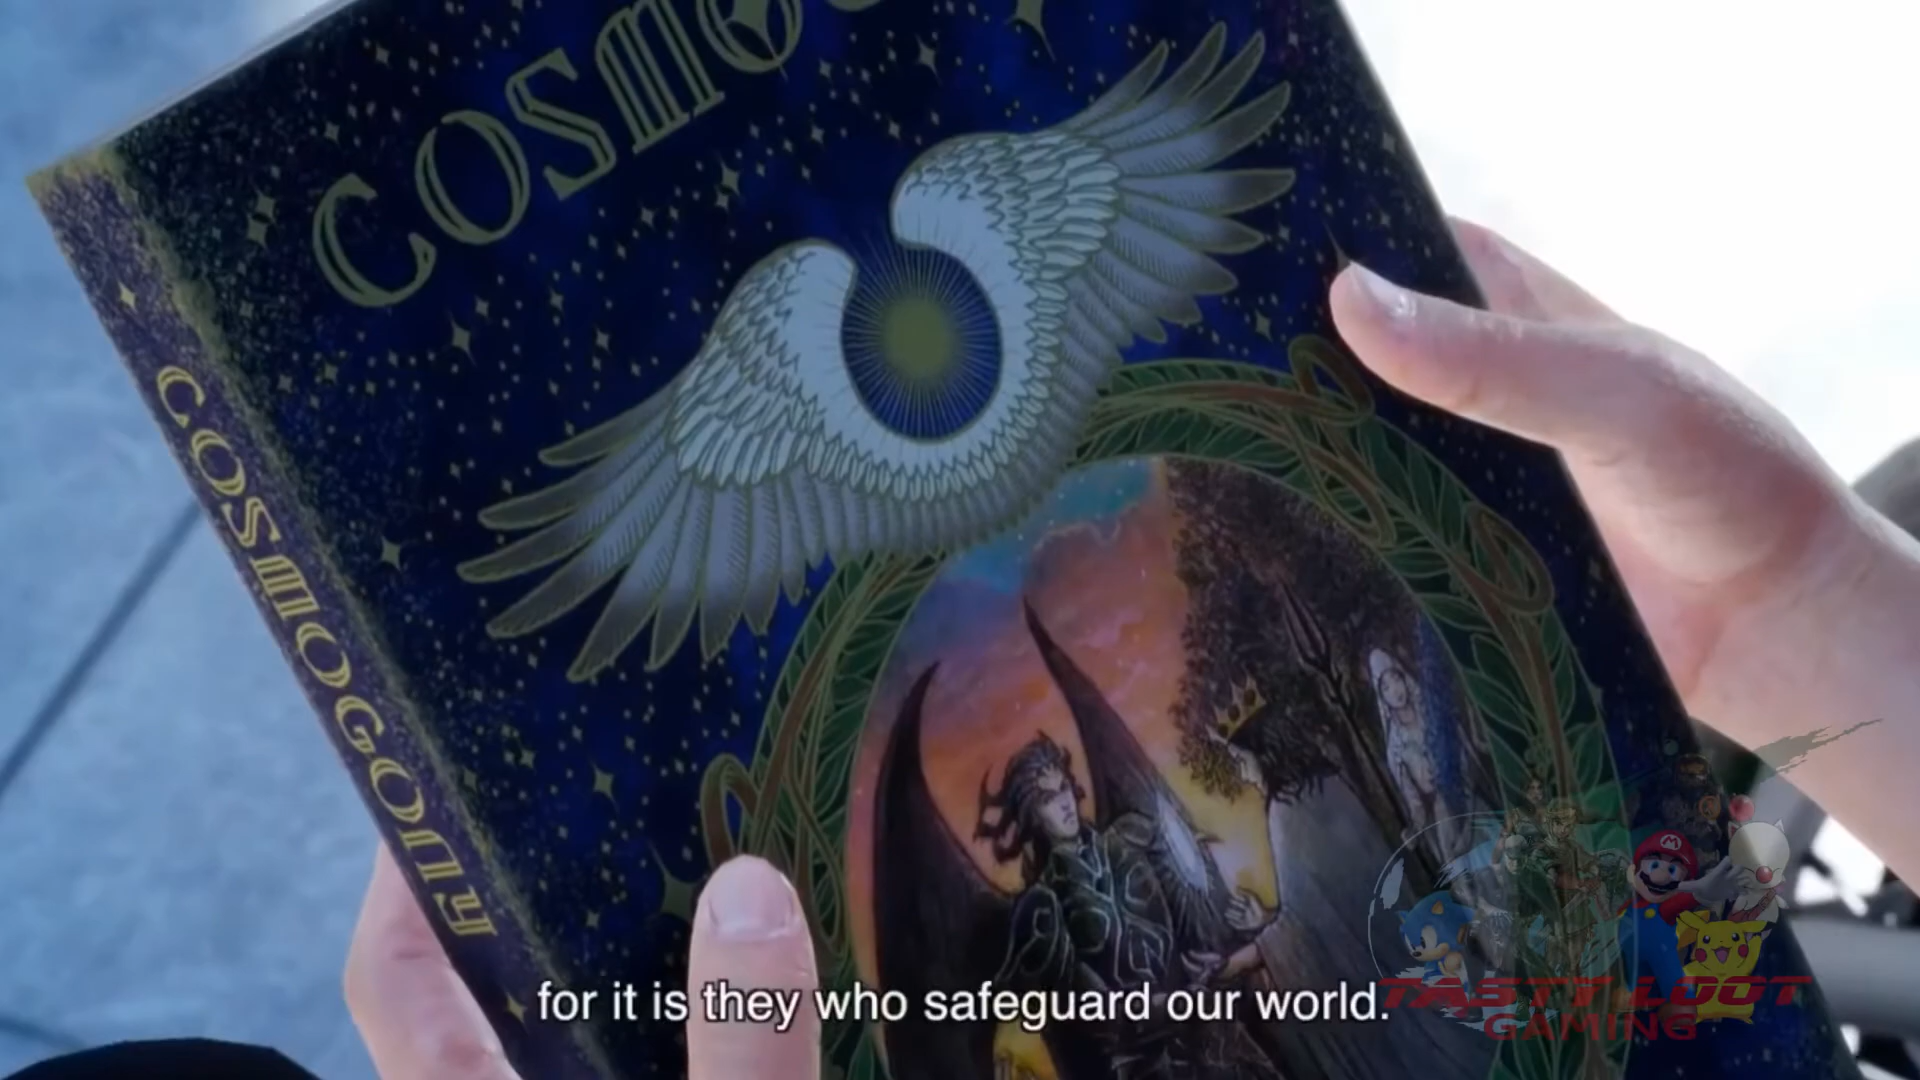 COSMO
COSMOGONY
for it is they who safeguard our world.
TASTY LOOT
GAMING